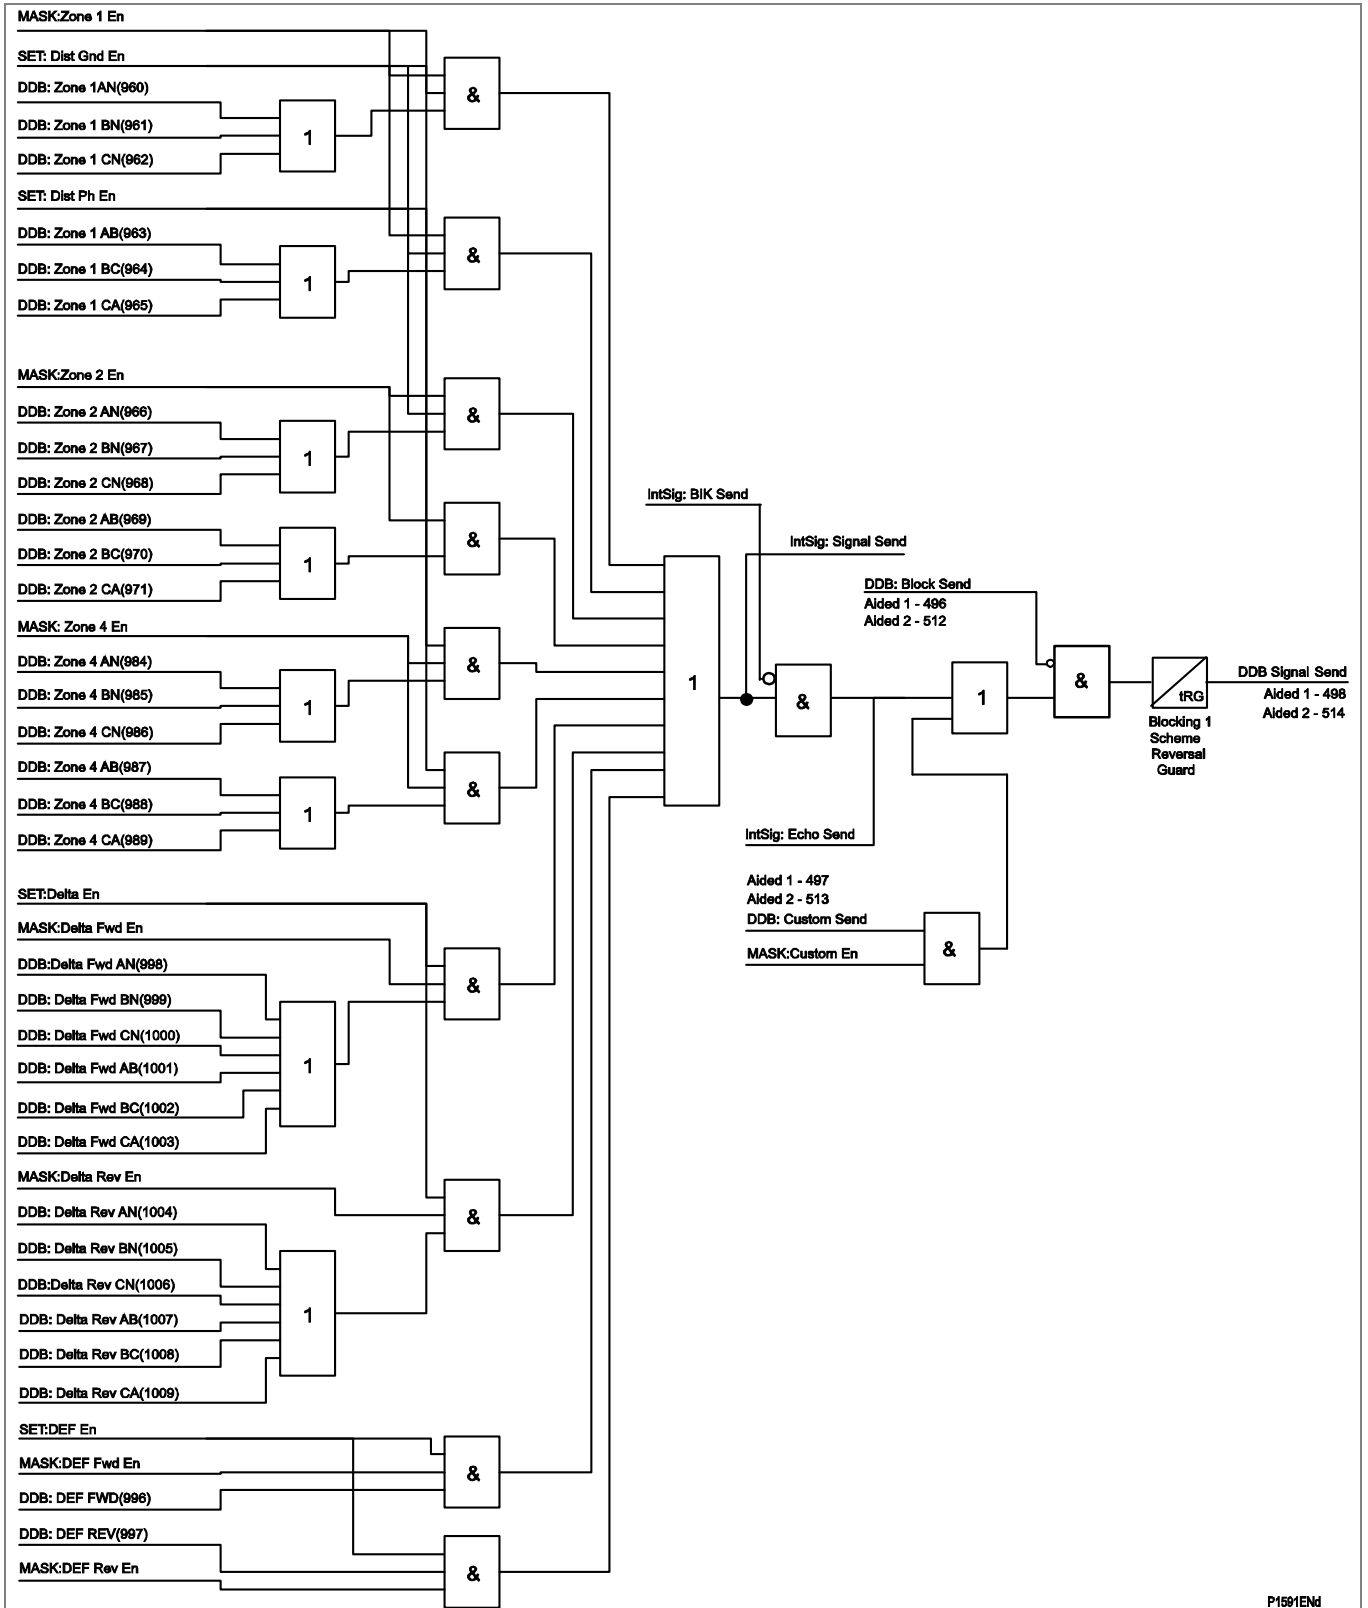 MASK:Zone 1 En
SET: Dist Gnd En
DDB: Zone 1AN(960)
DDB: Zone 1 BN(961)
DDB: Zone 1 CN(962)
1
&
SET: Dist Ph En
DDB: Zone 1 AB(963)
DDB: Zone 1 BC(964)
DDB: Zone 1 CA(965)
1
&
MASK:Zone 2 En
DDB: Zone 2 AN(966)
DDB: Zone 2 BN(967)
DDB: Zone 2 CN(968)
1
&
DDB: Zone 2 AB(969)
DDB: Zone 2 BC(970)
DDB: Zone 2 CA(971)
1
&
MASK: Zone 4 En
DDB: Zone 4 AN(984)
DDB: Zone 4 BN(985)
DDB: Zone 4 CN(986)
1
&
DDB: Zone 4 AB(987)
DDB: Zone 4 BC(988)
DDB: Zone 4 CA(989)
1
&
SET:Delta En
MASK:Delta Fwd En
DDB:Delta Fwd AN(998)
DDB: Delta Fwd BN(999)
DDB: Delta Fwd CN(1000)
DDB: Delta Fwd AB(1001)
DDB: Delta Fwd BC(1002)
DDB: Delta Fwd CA(1003)
1
&
MASK:Delta Rev En
DDB: Delta Rev AN(1004)
DDB: Delta Rev BN(1005)
DDB:Delta Rev CN(1006)
DDB: Delta Rev AB(1007)
DDB: Delta Rev BC(1008)
DDB: Delta Rev CA(1009)
1
&
SET:DEF En
MASK:DEF Fwd En
DDB: DEF FWD(996)
&
DDB: DEF REV(997)
MASK:DEF Rev En
&
1
IntSig: BIK Send
IntSig: Signal Send
&
DDB: Block Send
Aided 1 - 496
Aided 2 - 512
1
&
tRG
Blocking 1
Scheme
Reversal
Guard
DDB Signal Send
Aided 1 - 498
Aided 2 - 514
IntSig: Echo Send
Aided 1 - 497
Aided 2 - 513
DDB: Custom Send
MASK:Custom En
&
P1591ENd